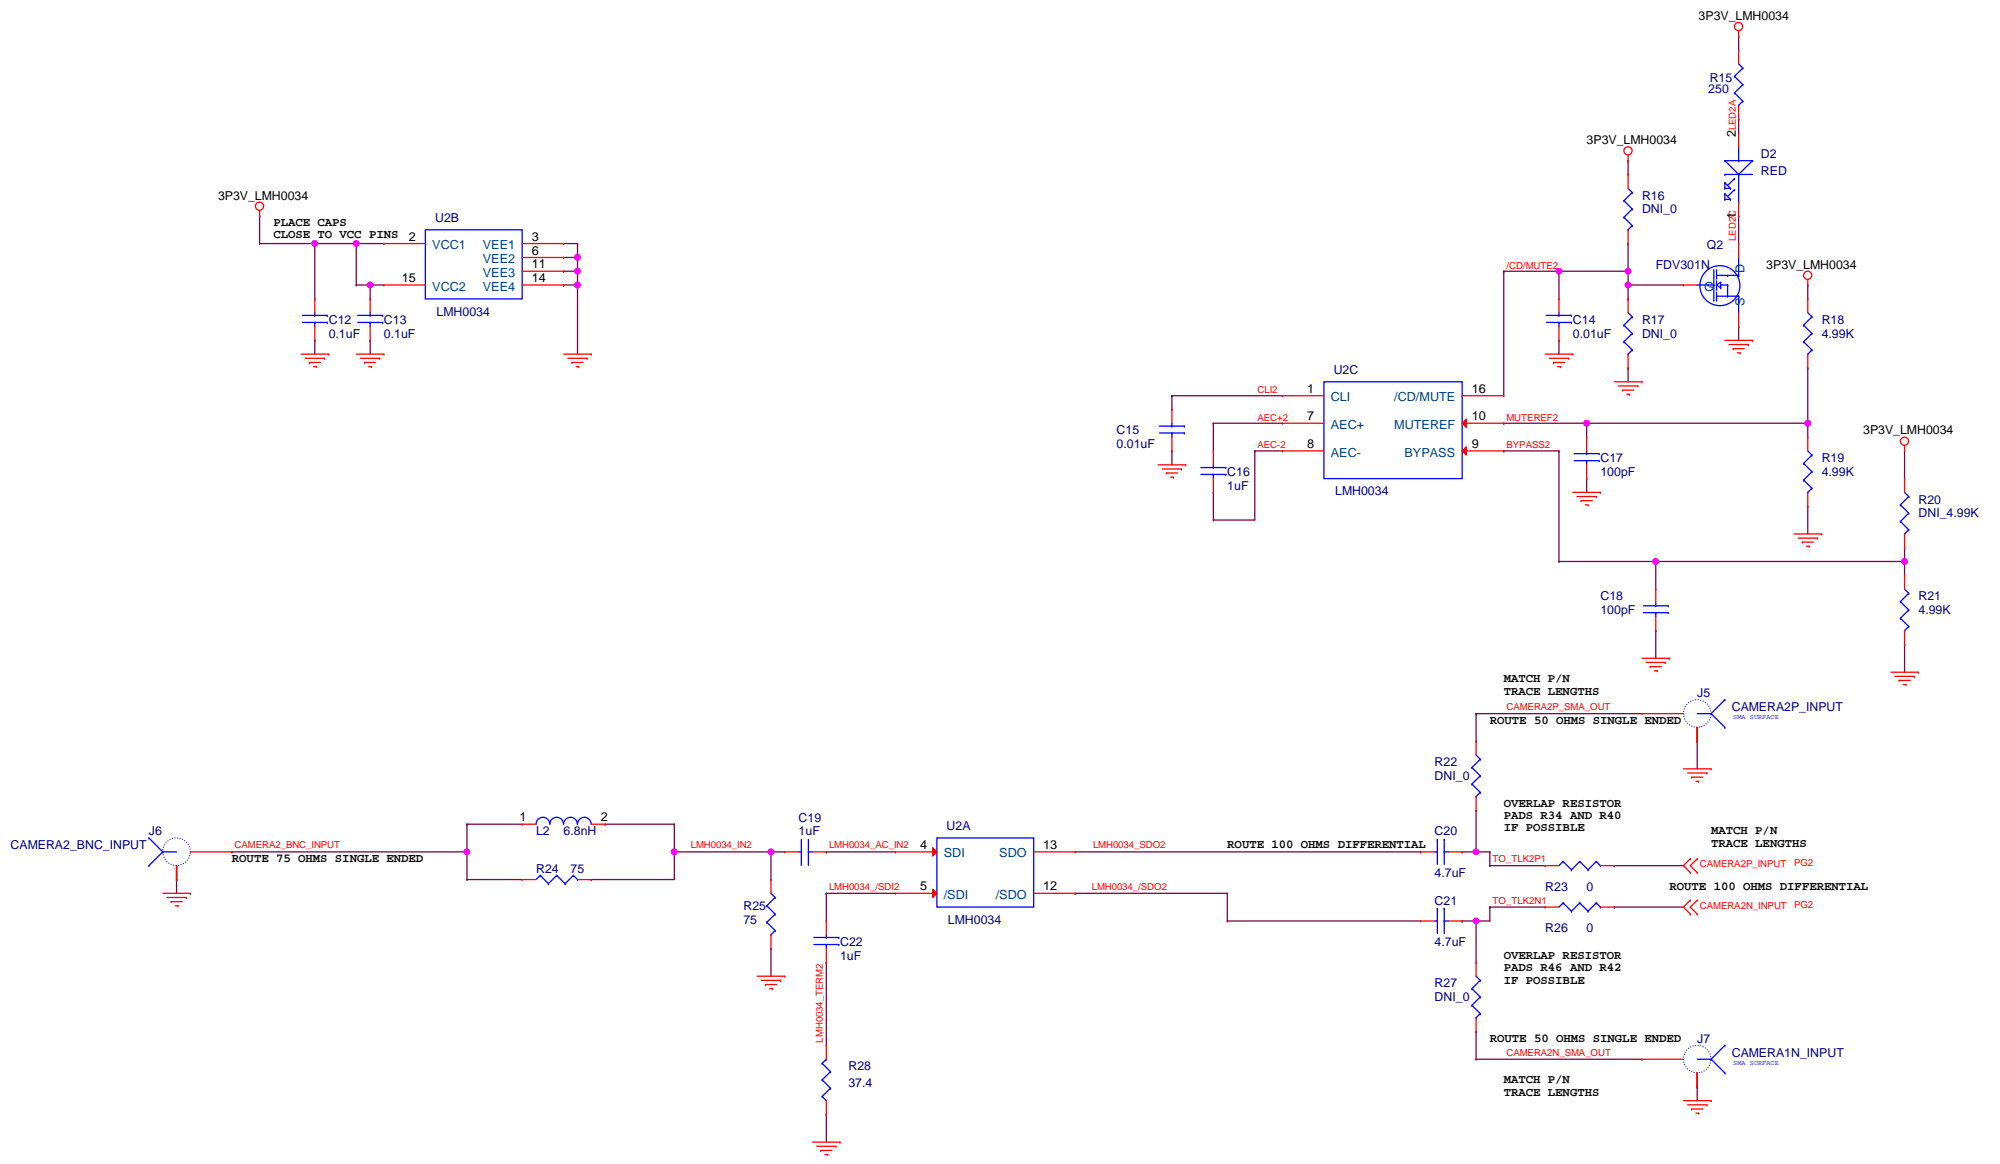 3P3V_LMH0034
R15
250
LED2A
2
D2
RED
1
LED2C
3P3V_LMH0034
R16
DNI_0
Q2
FDV301N
D
G
S
/CD/MUTE2
C14
0.01uF
R17
DNI_0
3P3V_LMH0034
R18
4.99K
R19
4.99K
3P3V_LMH0034
PLACE CAPS
CLOSE TO VCC PINS
U2B
2
VCC1
VEE1
3
VEE2
6
VEE3
11
15
VCC2
VEE4
14
LMH0034
C12
0.1uF
C13
0.1uF
U2C
CLI2
1
CLI
/CD/MUTE
16
AEC+2
7
AEC+
MUTEREF
10
MUTEREF2
AEC-2
8
AEC-
BYPASS
9
BYPASS2
LMH0034
C15
0.01uF
C16
1uF
C17
100pF
3P3V_LMH0034
R20
DNI_4.99K
C18
100pF
R21
4.99K
MATCH P/N
TRACE LENGTHS
CAMERA2P_SMA_OUT
ROUTE 50 OHMS SINGLE ENDED
J5
CAMERA2P_INPUT
SMA SURFACE
R22
DNI_0
OVERLAP RESISTOR
PADS R34 AND R40
IF POSSIBLE
MATCH P/N
TRACE LENGTHS
CAMERA2_BNC_INPUT
J6
CAMERA2_BNC_INPUT
ROUTE 75 OHMS SINGLE ENDED
1
2
L2 6.8nH
R24 75
LMH0034_IN2
C19
1uF
LMH0034_AC_IN2
4
U2A
SDI
SDO
13
LMH0034_SDO2
ROUTE 100 OHMS DIFFERENTIAL
C20
4.7uF
TO_TLK2P1
R23 0
CAMERA2P_INPUT PG2
ROUTE 100 OHMS DIFFERENTIAL
LMH0034_/SDI2
5
/SDI
/SDO
12
LMH0034_/SDO2
LMH0034
C21
4.7uF
TO_TLK2N1
R26 0
CAMERA2N_INPUT PG2
R25
75
C22
1uF
LMH0034_TERM2
R28
37.4
OVERLAP RESISTOR
PADS R46 AND R42
IF POSSIBLE
R27
DNI_0
ROUTE 50 OHMS SINGLE ENDED
CAMERA2N_SMA_OUT
J7
CAMERA1N_INPUT
SMA SURFACE
MATCH P/N
TRACE LENGTHS